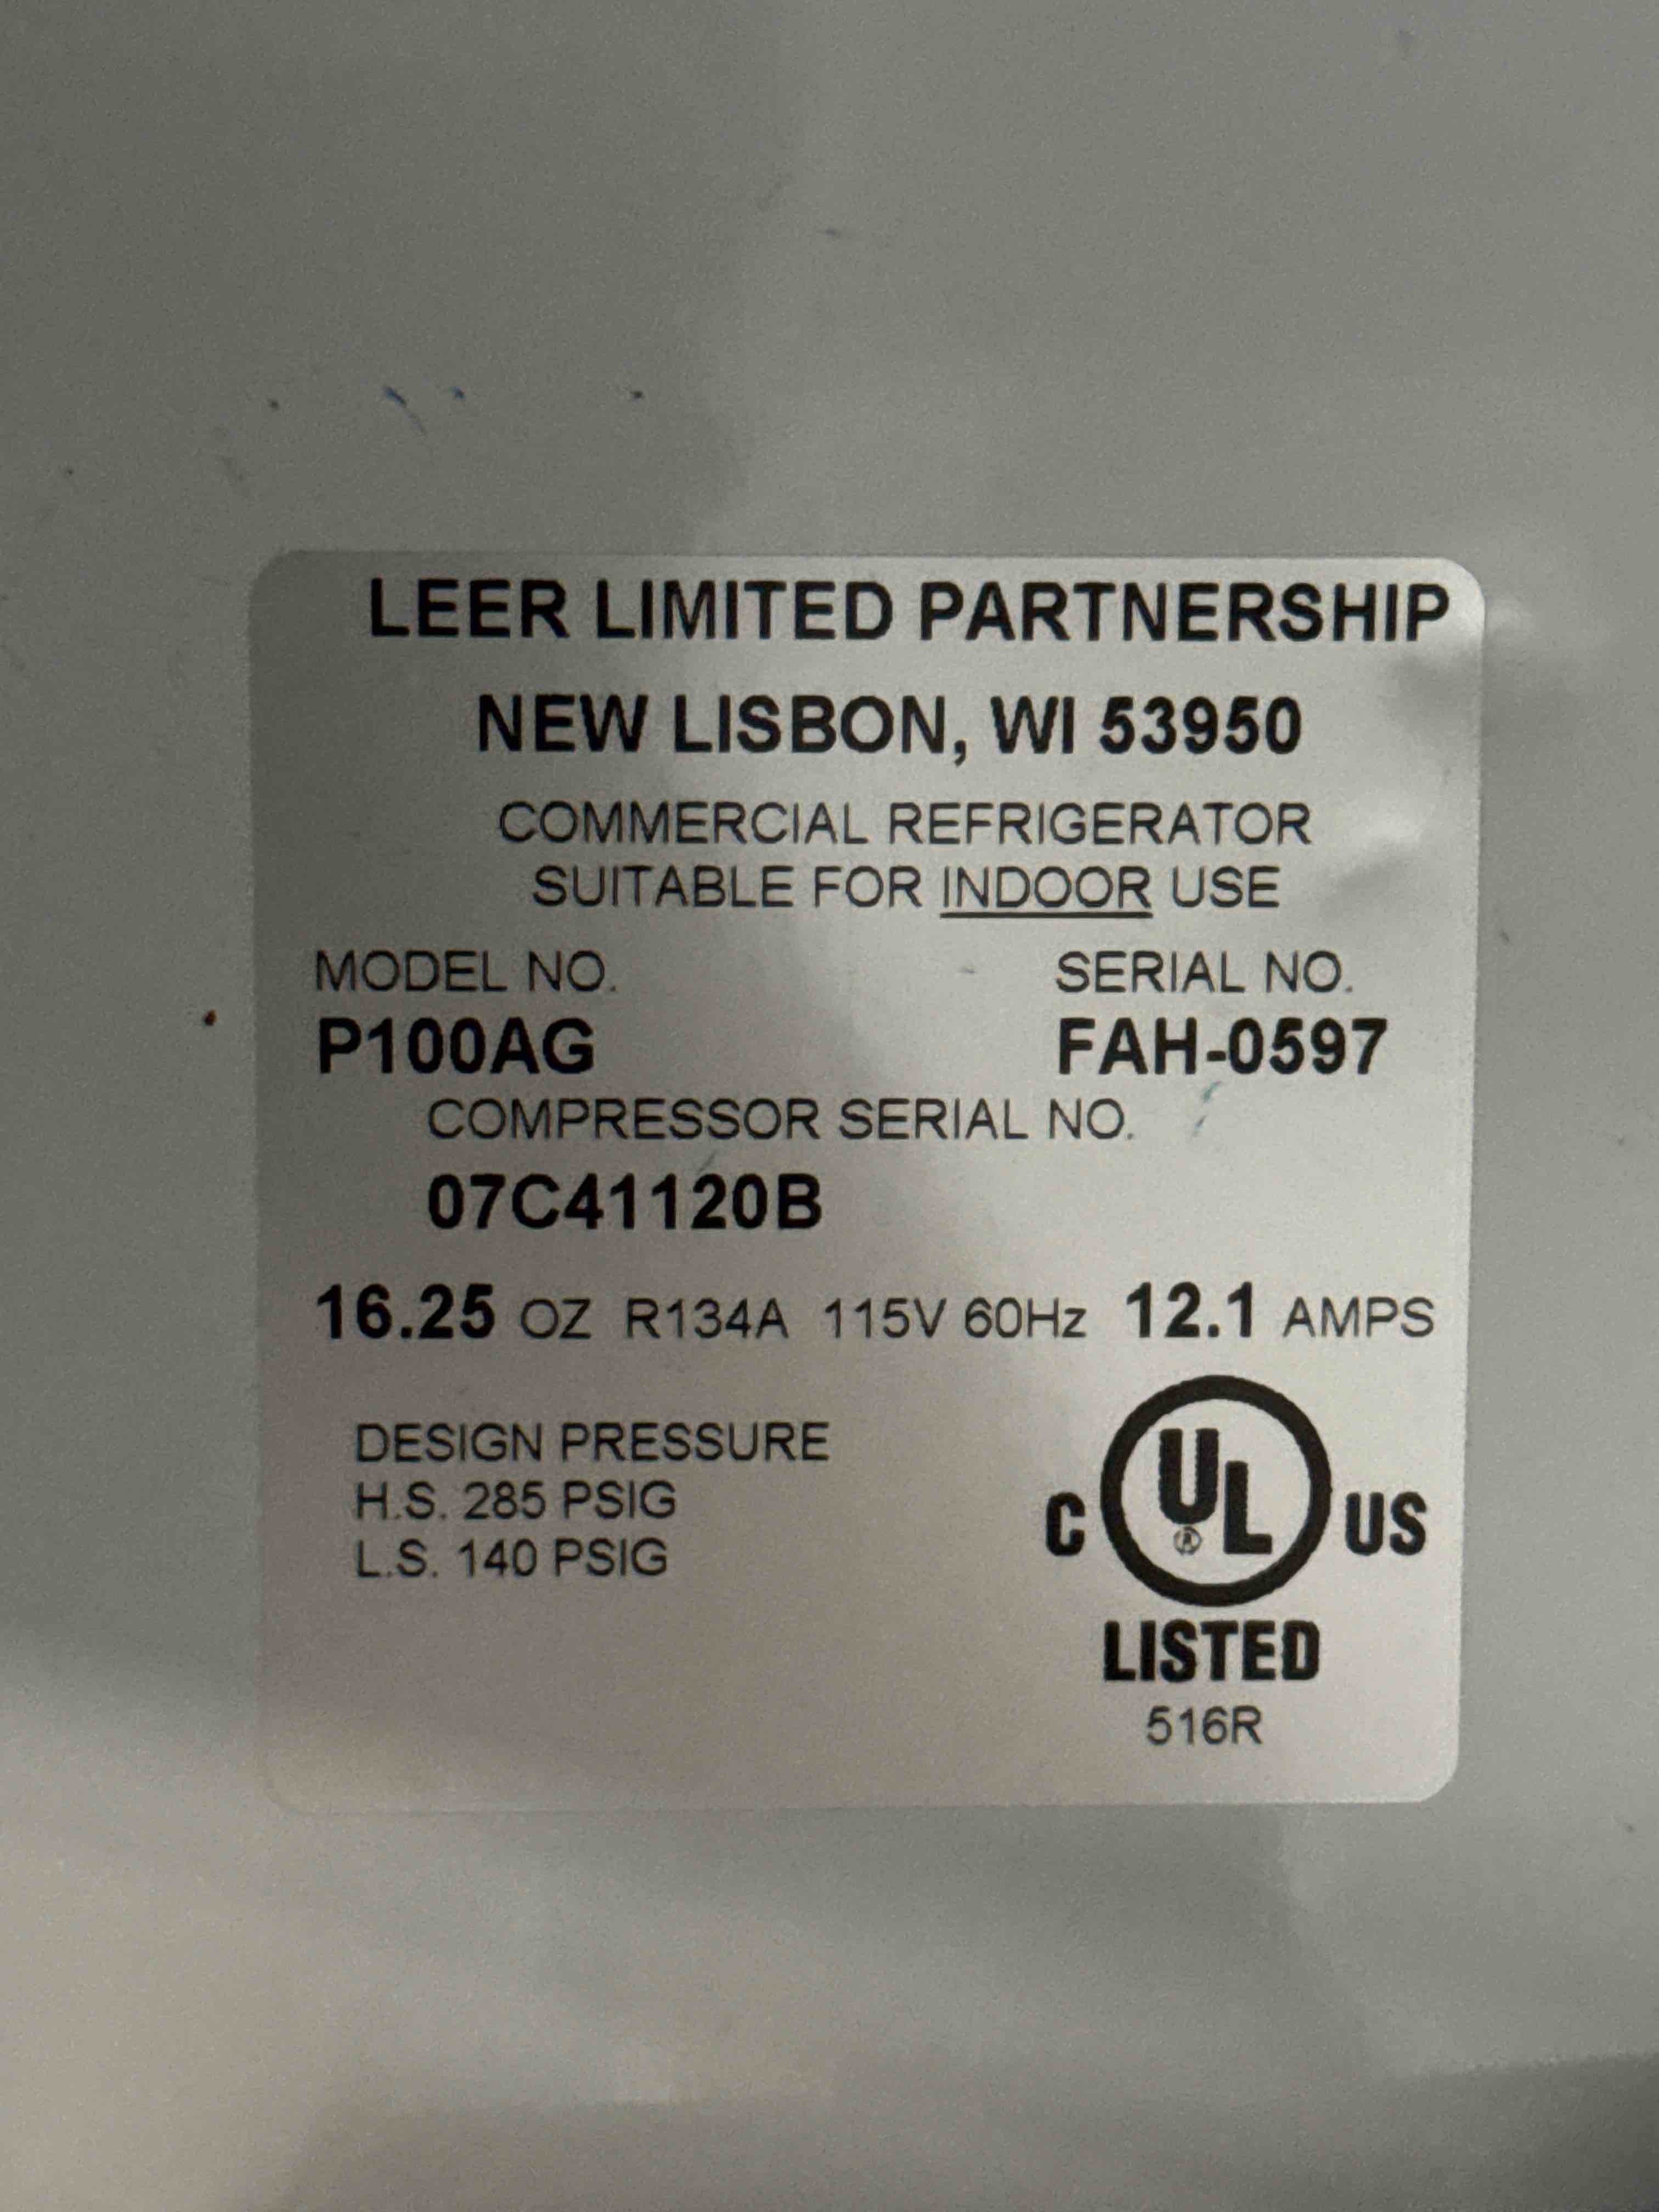 LEER LIMITED PARTNERSHIP
NEW LISBON, WI 53950
COMMERCIAL REFRIGERATOR
SUITABLE FOR INDOOR USE
MODEL NO. SERIAL NO.
P100AG FAH-0597
COMPRESSOR SERIAL NO.
07C41120B
16.25 OZ R134A 115V 60Hz 12.1 AMPS
DESIGN PRESSURE
H.S. 285 PSIG
L.S. 140 PSIG
C UL® US
LISTED
516R